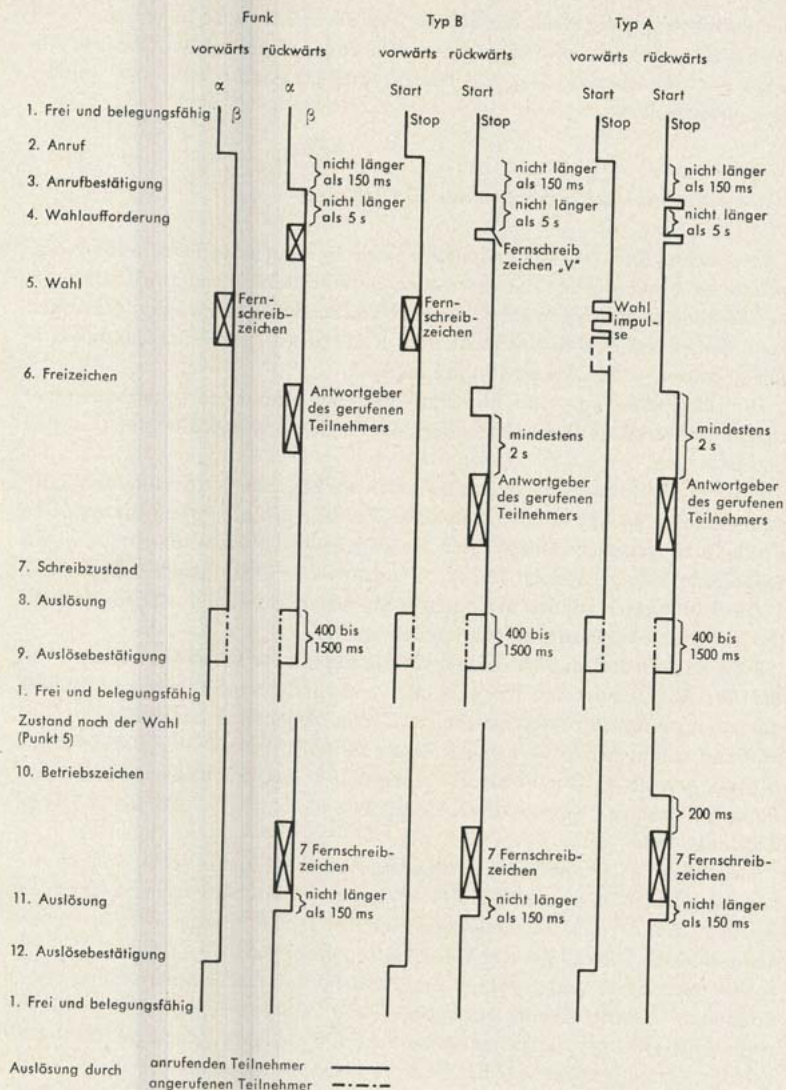 Funk Typ B Typ A
vorwärts rückwärts vorwärts rückwärts vorwärts rückwärts
α α Start Start Start Start
1. Frei und belegungsfähig β β Stop Stop Stop Stop
2. Anruf
nicht länger nicht länger nicht länger
als 150 ms als 150 ms als 150 ms
3. Anrufbestätigung
nicht länger nicht länger nicht länger
als 5 s als 5 s als 5 s
4. Wahlaufforderung
Fernschreib
zeichen „V"
5. Wahl
Fern- Fern- Wahl
schreib- schreib- impul-
zeichen zeichen se
6. Freizeichen
Antwortgeber
des gerufenen
Teilnehmers
mindestens mindestens
2 s 2 s
Antwortgeber Antwortgeber
des gerufenen des gerufenen
Teilnehmers Teilnehmers
7. Schreibzustand
8. Auslösung
400 bis 400 bis 400 bis
1500 ms 1500 ms 1500 ms
9. Auslösebestätigung
1. Frei und belegungsfähig
Zustand nach der Wahl
(Punkt 5)
10. Betriebszeichen
200 ms
7 Fernschreib- 7 Fernschreib- 7 Fernschreib-
zeichen zeichen zeichen
11. Auslösung
nicht länger nicht länger nicht länger
als 150 ms als 150 ms als 150 ms
12. Auslösebestätigung
1. Frei und belegungsfähig
Auslösung durch anrufenden Teilnehmer
angerufenen Teilnehmer